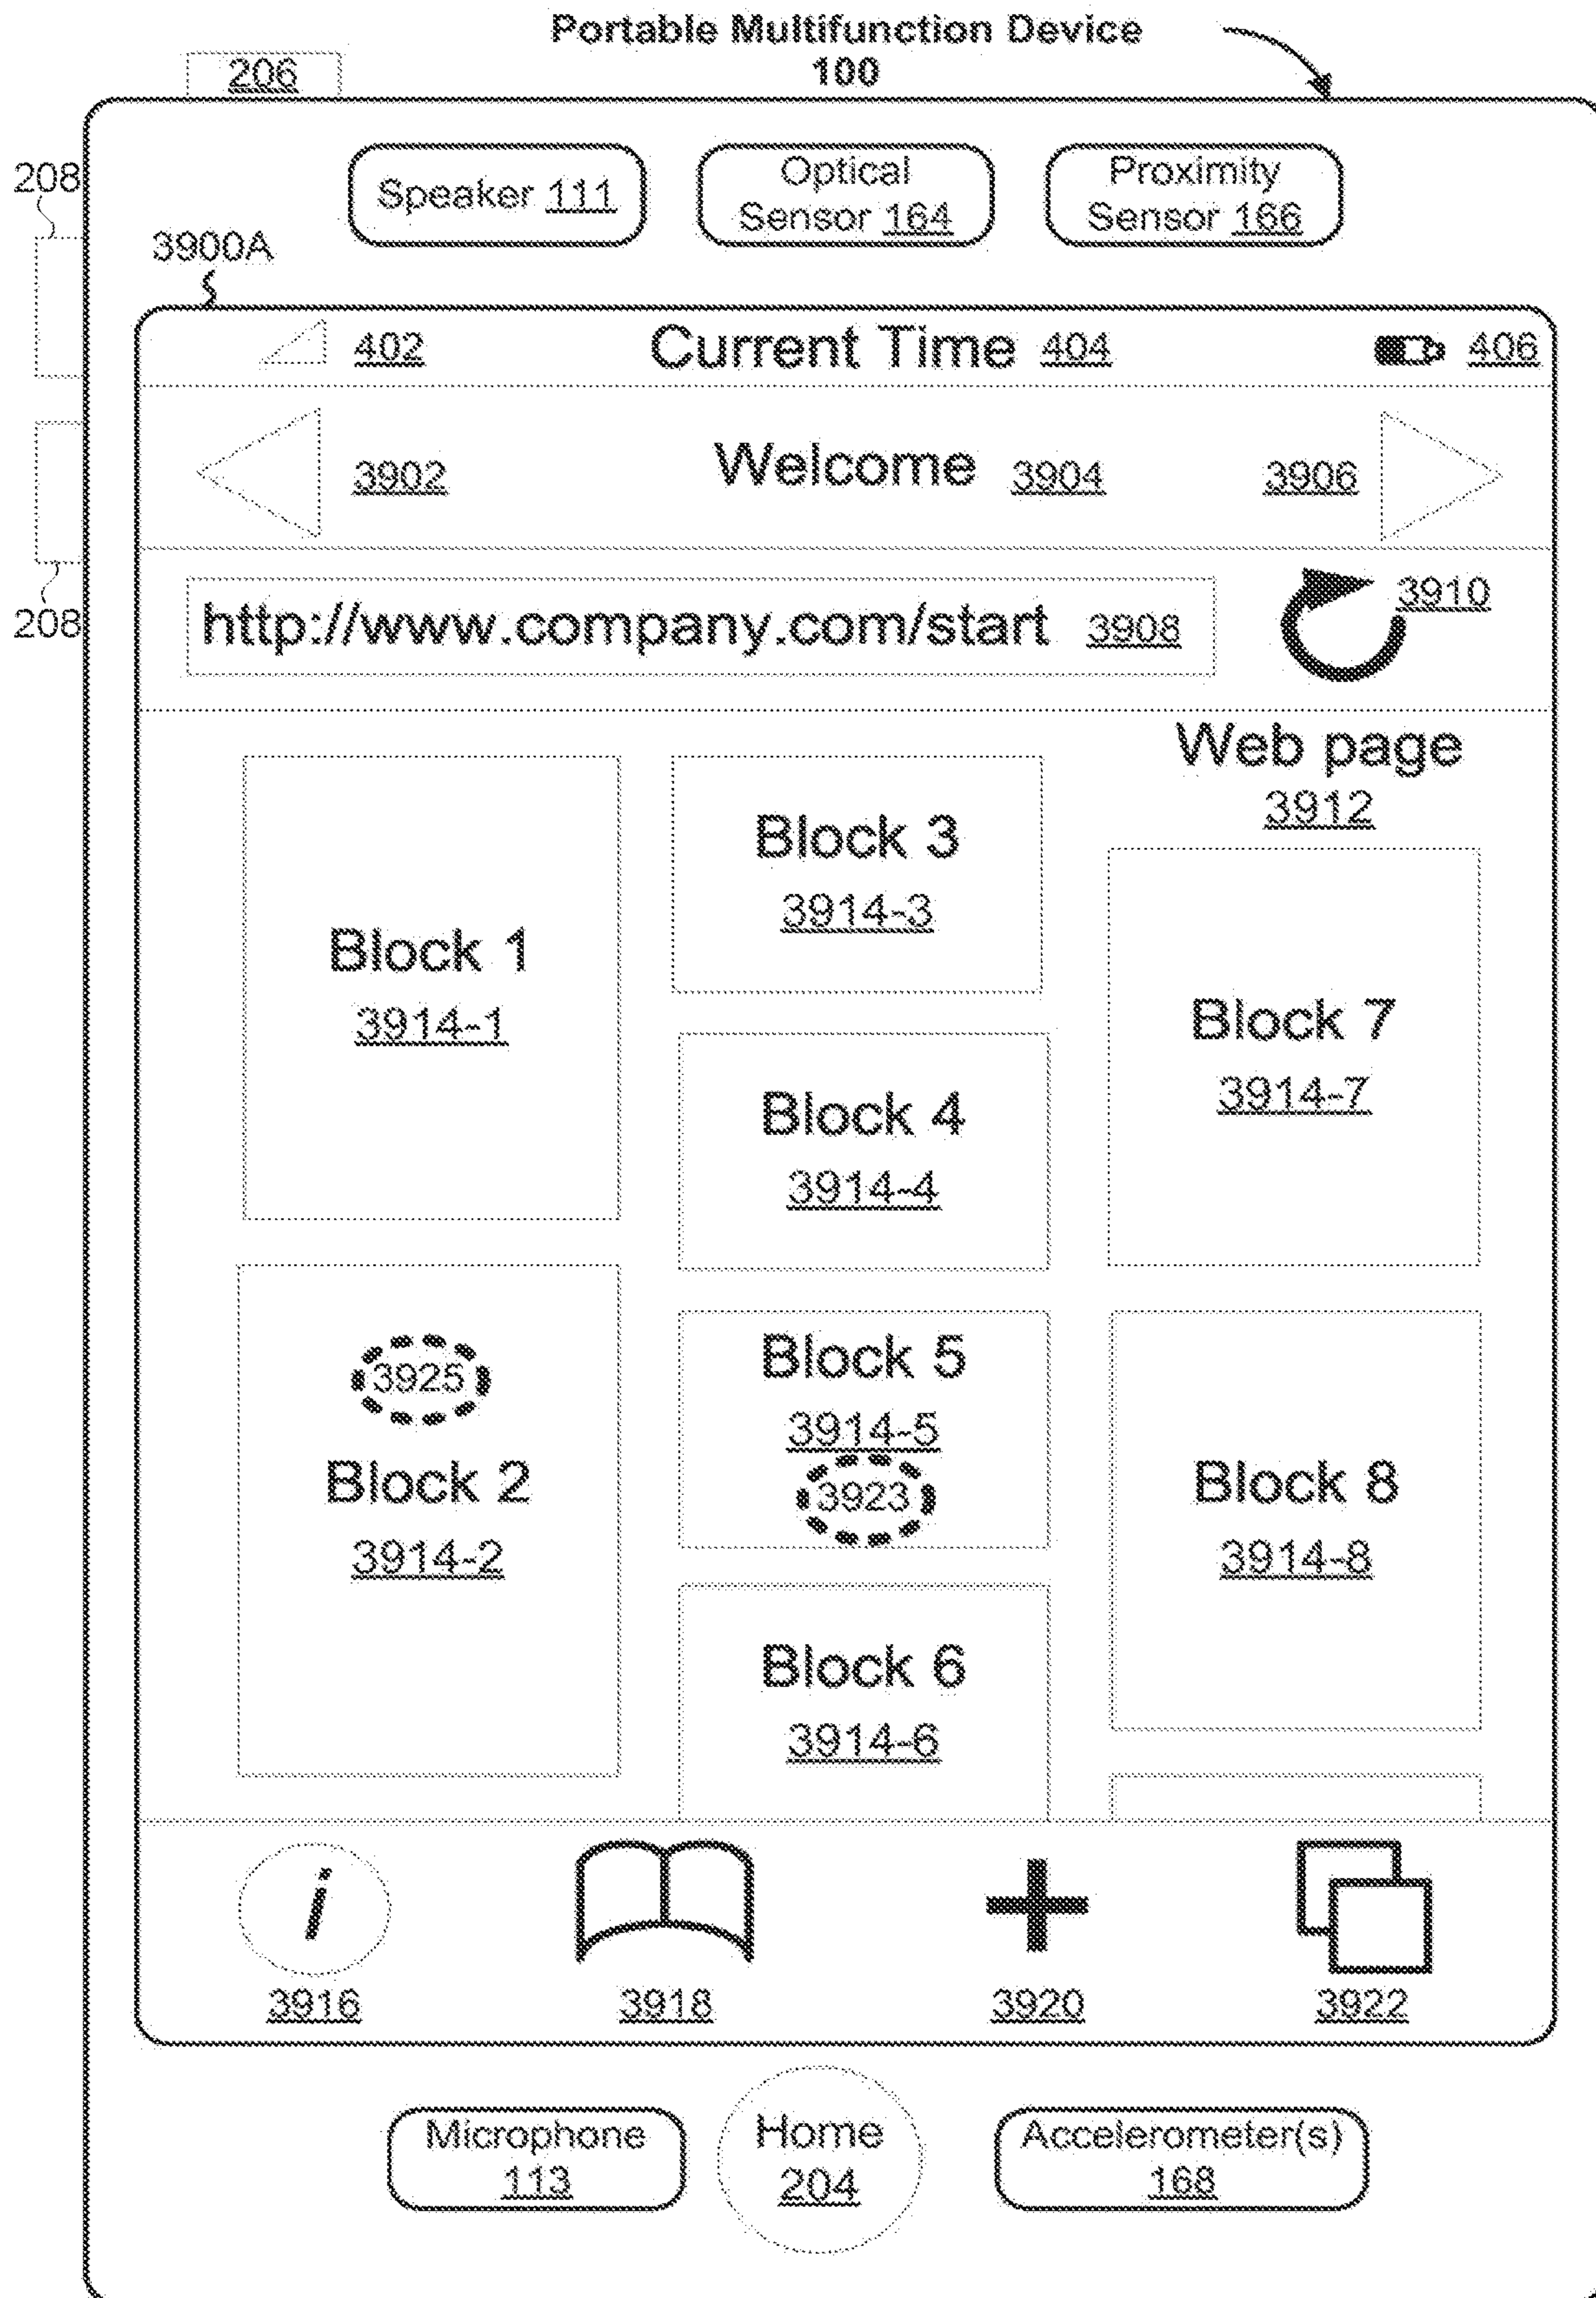 Portable Multifunction Device
100
206
208
Speaker 111
Optical
Sensor 164
Proximity
Sensor 166
3900A
402
Current Time 404
406
3902
Welcome 3904
3906
208
http://www.company.com/start 3908
3910
Web page
3912
Block 1
3914-1
Block 3
3914-3
Block 4
3914-4
Block 7
3914-7
3925
Block 2
3914-2
Block 5
3914-5
3923
Block 8
3914-8
Block 6
3914-6
i
3916
3918
3920
3922
Microphone
113
Home
204
Accelerometer(s)
168